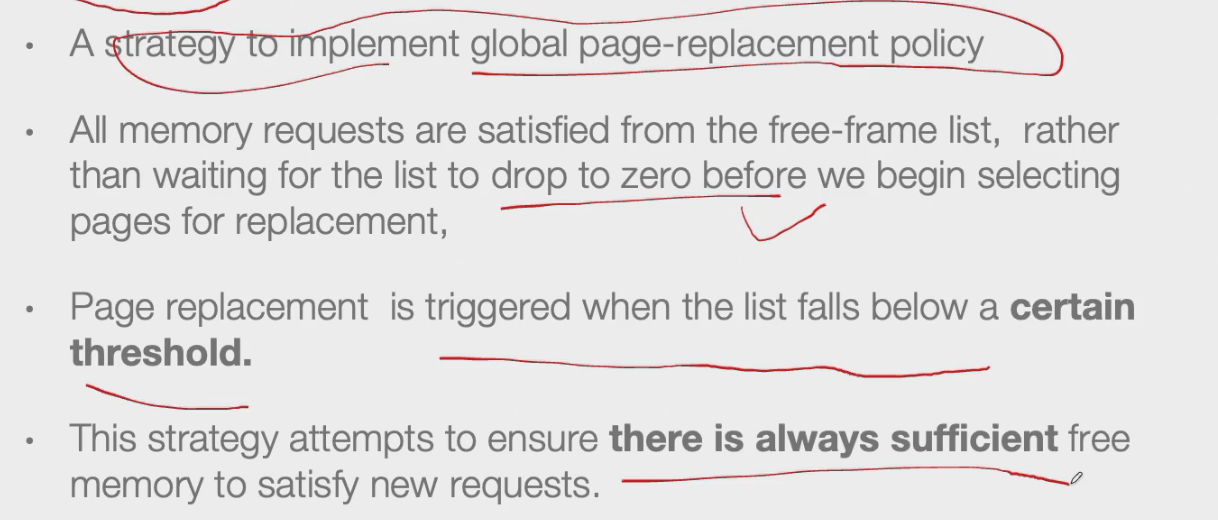 • A strategy to implement global page-replacement policy
• All memory requests are satisfied from the free-frame list, rather
than waiting for the list to drop to zero before we begin selecting
pages for replacement,
• Page replacement is triggered when the list falls below a certain
threshold.
• This strategy attempts to ensure there is always sufficient free
memory to satisfy new requests.